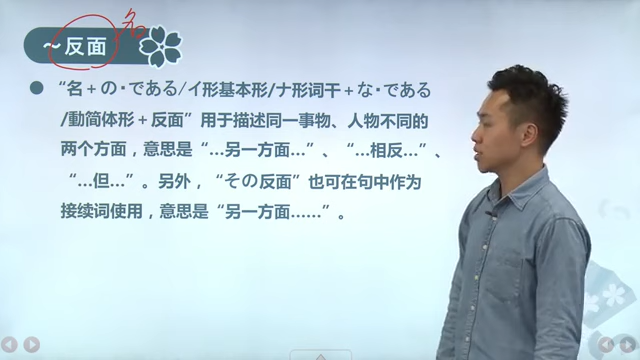 ～反面
名
“名＋の・である/イ形基本形/ナ形词干＋な・である
/動简体形＋反面”用于描述同一事物、人物不同的
两个方面，意思是“…另一方面…”、“…相反…”、
“…但…”。另外，“その反面”也可在句中作为
接续词使用，意思是“另一方面……”。